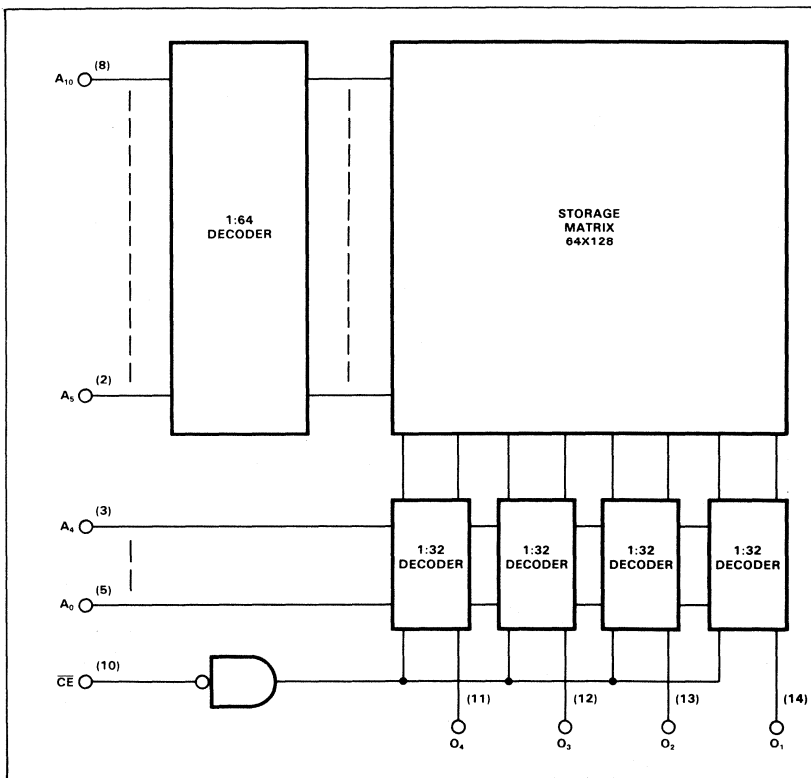 (8)
A₁₀
1:64
DECODER
STORAGE
MATRIX
64X128
(2)
A₅
(3)
A₄
1:32
DECODER
1:32
DECODER
1:32
DECODER
1:32
DECODER
(5)
A₀
(10)
CE
(11)
(12)
(13)
(14)
O₄
O₃
O₂
O₁